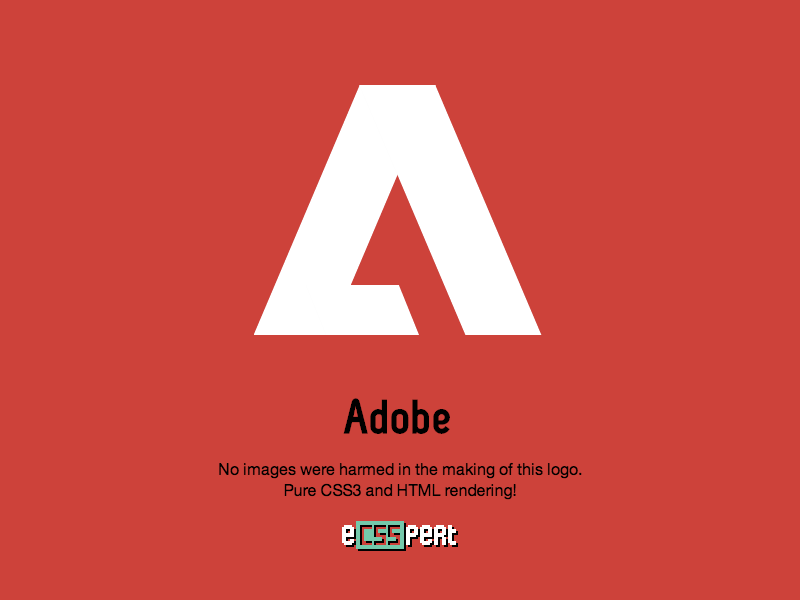 Adobe
No images were harmed in the making of this logo.
Pure CSS3 and HTML rendering!
eCSSpert